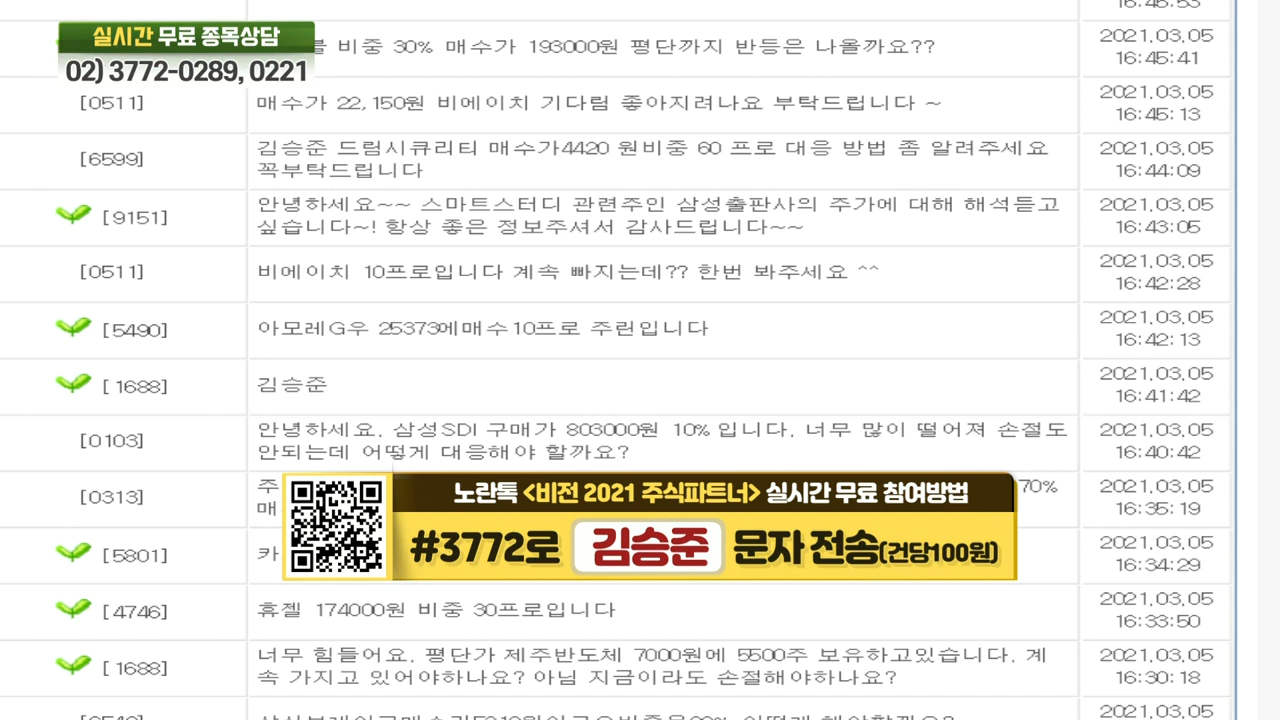 실시간 무료 종목상담
02) 3772-0289, 0221
16:45:53
비중 30% 매수가 193000원 평단까지 반등은 나올까요??
2021.03.05
16:45:41
[0511]
매수가 22,150원 비에이치 기다림 좋아지려나요 부탁드립니다 ~
2021.03.05
16:45:13
[6599]
김승준 드림시큐리티 매수가4420 원비중 60 프로 대응 방법 좀 알려주세요
꼭부탁드립니다
2021.03.05
16:44:09
[9151]
안녕하세요~~ 스마트스터디 관련주인 삼성출판사의 주가에 대해 해석듣고
싶습니다~! 항상 좋은 정보주셔서 감사드립니다~~
2021.03.05
16:43:05
[0511]
비에이치 10프로입니다 계속 빠지는데?? 한번 봐주세요 ^^
2021.03.05
16:42:28
[5490]
아모레G우 25373에매수10프로 주린입니다
2021.03.05
16:42:13
[1688]
김승준
2021.03.05
16:41:42
[0103]
안녕하세요. 삼성SDI 구매가 803000원 10% 입니다. 너무 많이 떨어져 손절도
안되는데 어떻게 대응해야 할까요?
2021.03.05
16:40:42
[0313]
주
70%
매
2021.03.05
16:35:19
노란톡 <비전 2021 주식파트너> 실시간 무료 참여방법
#3772로 김승준 문자 전송(건당100원)
[5801]
카
2021.03.05
16:34:29
[4746]
휴젤 174000원 비중 30프로입니다
2021.03.05
16:33:50
[1688]
너무 힘들어요. 평단가 제주반도체 7000원에 5500주 보유하고있습니다. 계
속 가지고 있어야하나요? 아님 지금이라도 손절해야하나요?
2021.03.05
16:30:18
2021.03.05